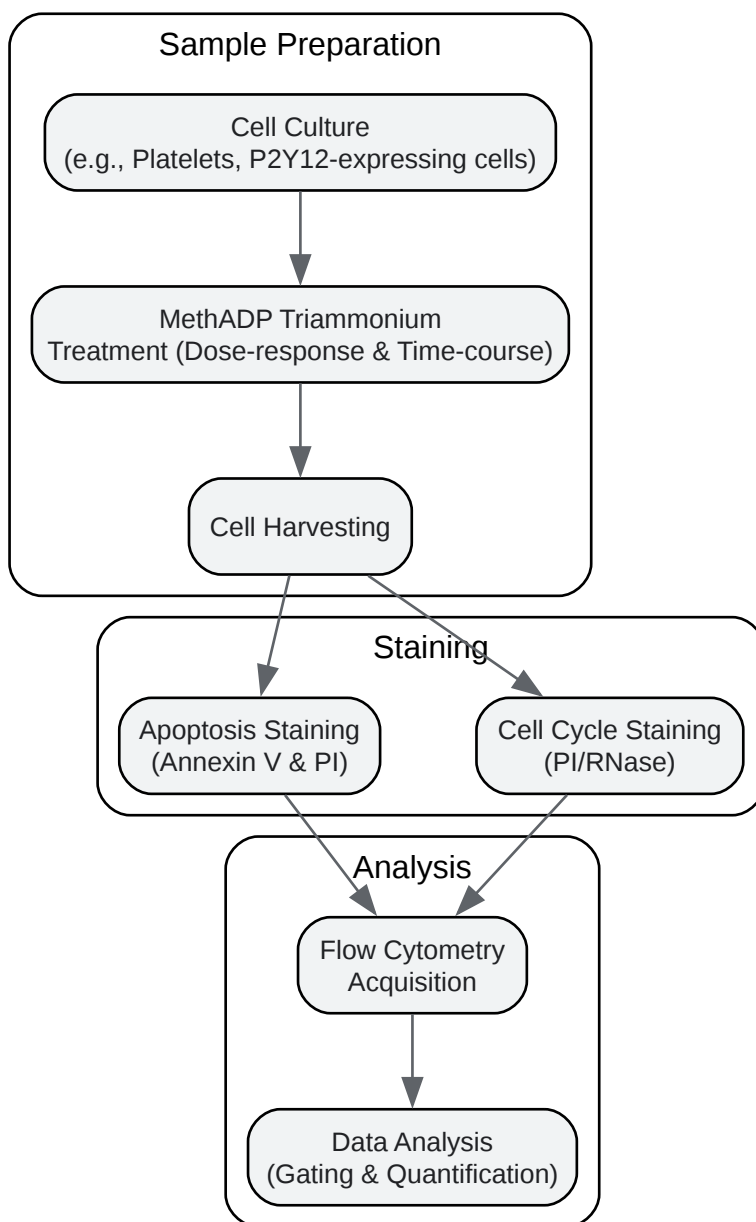 Sample Preparation
Cell Culture
(e.g., Platelets, P2Y12-expressing cells)
MethADP Triammonium
Treatment (Dose-response & Time-course)
Cell Harvesting
Staining
Apoptosis Staining
(Annexin V & PI)
Cell Cycle Staining
(PI/RNase)
Analysis
Flow Cytometry
Acquisition
Data Analysis
(Gating & Quantification)